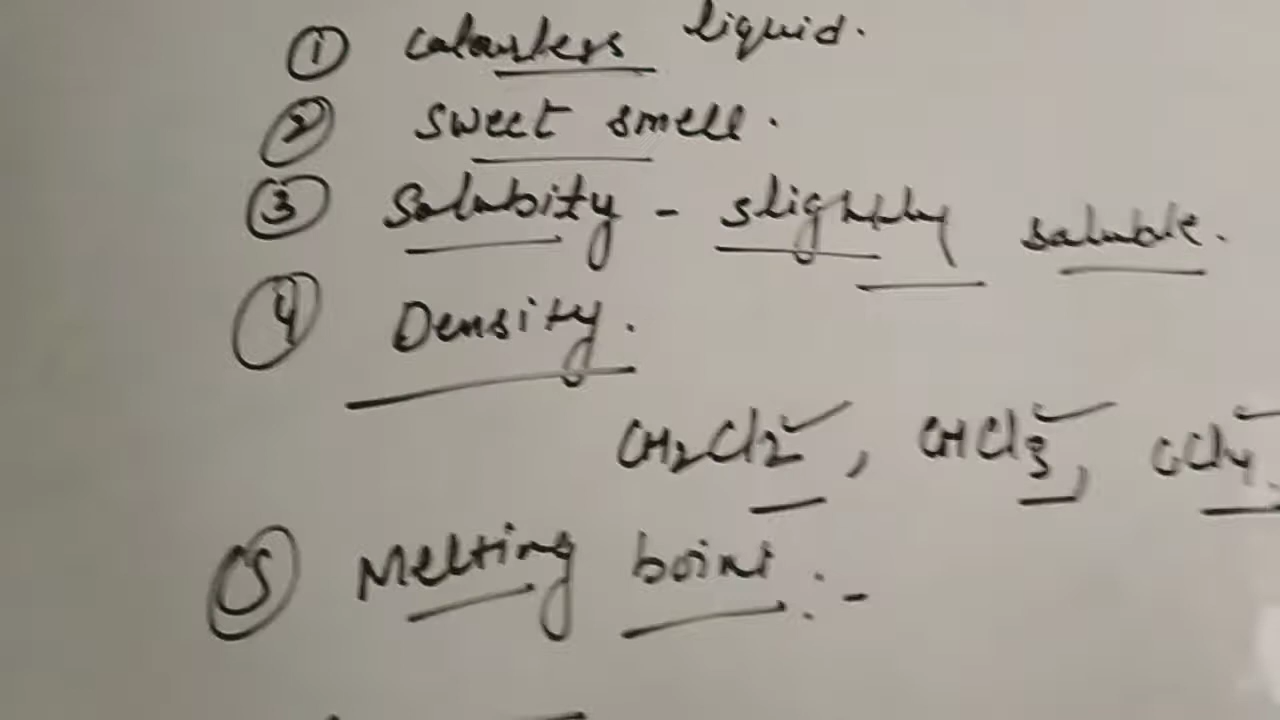 ① colourless liquid.
② sweet smell.
③ Solubity - slightly soluble.
④ Density.
CH2Cl2, CHCl3, CCl4.
⑤ Melting boint :-